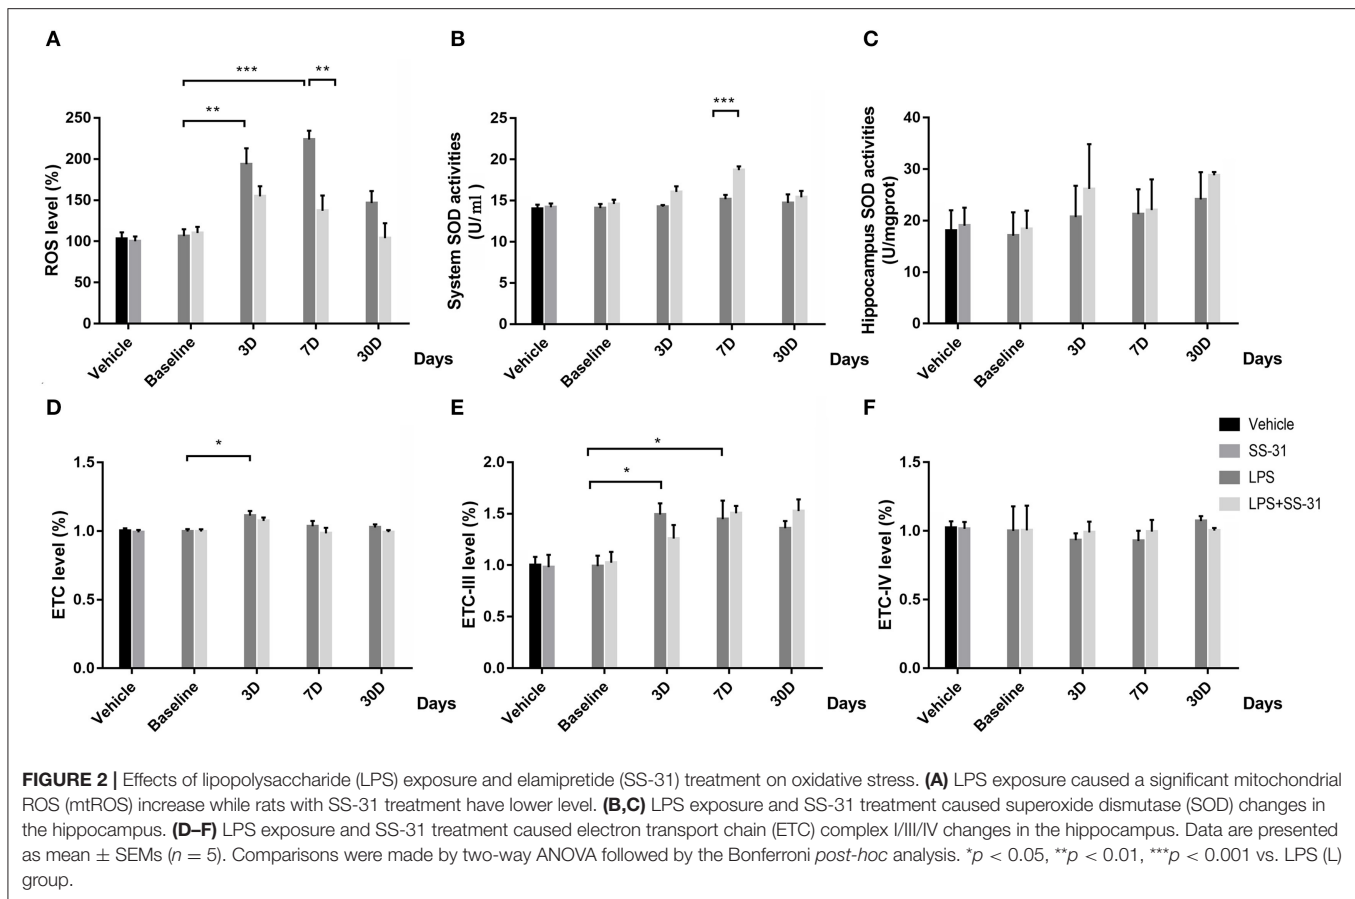 A
***
**
**
250
200
150
100
50
0
ROS level (%)
Vehicle
Baseline
3D
7D
30D
Days
B
***
25
20
15
10
5
0
System SOD activities
(U/ml)
Vehicle
Baseline
3D
7D
30D
Days
C
40
30
20
10
0
Hippocampus SOD activities
(U/mgprot)
Vehicle
Baseline
3D
7D
30D
Days
D
*
1.5
1.0
0.5
0.0
ETC level (%)
Vehicle
Baseline
3D
7D
30D
Days
E
*
*
2.0
1.5
1.0
0.5
0.0
ETC-III level (%)
Vehicle
Baseline
3D
7D
30D
Days
F
1.5
1.0
0.5
0.0
ETC-IV level (%)
Vehicle
Baseline
3D
7D
30D
Days
Vehicle
SS-31
LPS
LPS+SS-31
FIGURE 2 | Effects of lipopolysaccharide (LPS) exposure and elamipretide (SS-31) treatment on oxidative stress. (A) LPS exposure caused a significant mitochondrial
ROS (mtROS) increase while rats with SS-31 treatment have lower level. (B,C) LPS exposure and SS-31 treatment caused superoxide dismutase (SOD) changes in
the hippocampus. (D–F) LPS exposure and SS-31 treatment caused electron transport chain (ETC) complex I/III/IV changes in the hippocampus. Data are presented
as mean ± SEMs (n = 5). Comparisons were made by two-way ANOVA followed by the Bonferroni post-hoc analysis. *p < 0.05, **p < 0.01, ***p < 0.001 vs. LPS (L)
group.